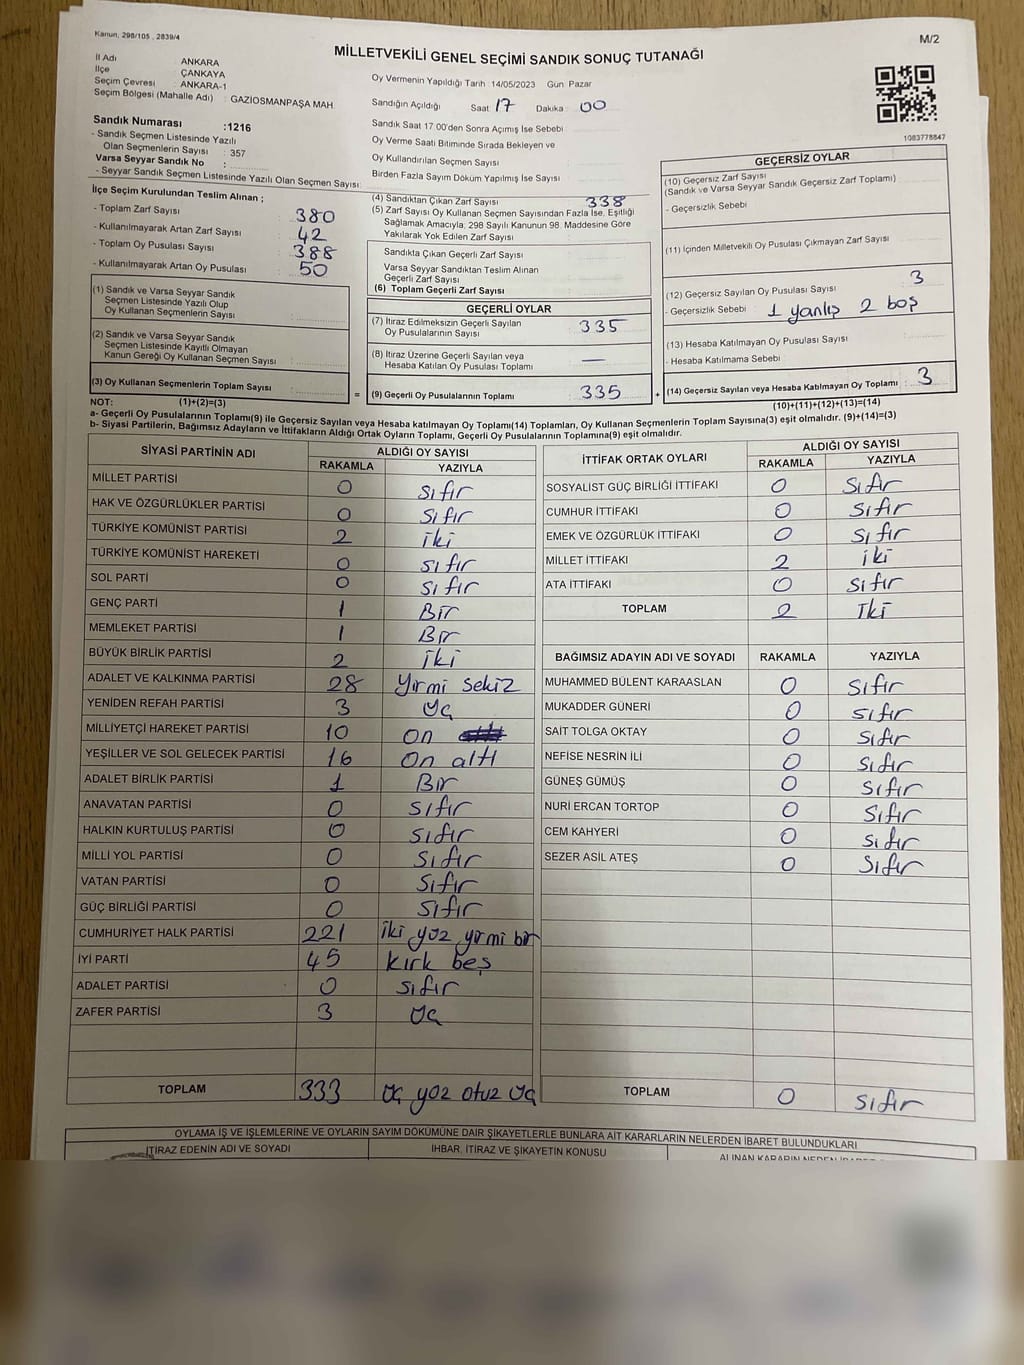 Kanun, 298/105 , 2839/4
M/2
MİLLETVEKİLİ GENEL SEÇİMİ SANDIK SONUÇ TUTANAĞI
İl Adı ANKARA
İlçe ÇANKAYA
Seçim Çevresi : ANKARA-1
Seçim Bölgesi (Mahalle Adı) : GAZİOSMANPAŞA MAH.
Sandık Numarası :1216
- Sandık Seçmen Listesinde Yazılı
Olan Seçmenlerin Sayısı : 357
Varsa Seyyar Sandık No :
- Seyyar Sandık Seçmen Listesinde Yazılı Olan Seçmen Sayısı:
İlçe Seçim Kurulundan Teslim Alınan ;
- Toplam Zarf Sayısı 380
- Kullanılmayarak Artan Zarf Sayısı 42
- Toplam Oy Pusulası Sayısı 388
- Kullanılmayarak Artan Oy Pusulası 50
(1) Sandık ve Varsa Seyyar Sandık
Seçmen Listesinde Yazılı Olup
Oy Kullanan Seçmenlerin Sayısı
(2) Sandık ve Varsa Seyyar Sandık
Seçmen Listesinde Kayıtlı Olmayan
Kanun Gereği Oy Kullanan Seçmen Sayısı
(3) Oy Kullanan Seçmenlerin Toplam Sayısı
Oy Vermenin Yapıldığı Tarih : 14/05/2023 Gün : Pazar
Sandığın Açıldığı Saat 17 Dakika 00
Sandık Saat 17 00'den Sonra Açımış İse Sebebi
Oy Verme Saati Bitiminde Sırada Bekleyen ve
Oy Kullandırılan Seçmen Sayısı
Birden Fazla Sayım Döküm Yapılmış İse Sayısı
(4) Sandıktan Çıkan Zarf Sayısı 338
(5) Zarf Sayısı Oy Kullanan Seçmen Sayısından Fazla İse, Eşitliği
Sağlamak Amacıyla, 298 Sayılı Kanunun 98. Maddesine Göre
Yakılarak Yok Edilen Zarf Sayısı
Sandıkta Çıkan Geçerli Zarf Sayısı
Varsa Seyyar Sandıktan Teslim Alınan
Geçerli Zarf Sayısı
(6) Toplam Geçerli Zarf Sayısı
GEÇERLİ OYLAR
(7) İtiraz Edilmeksizin Geçerli Sayılan
Oy Pusulalarının Sayısı 335
(8) İtiraz Üzerine Geçerli Sayılan veya
Hesaba Katılan Oy Pusulası Toplamı —
= (9) Geçerli Oy Pusulalarının Toplamı 335 +
1083778847
GEÇERSİZ OYLAR
(10) Geçersiz Zarf Sayısı
(Sandık ve Varsa Seyyar Sandık Geçersiz Zarf Toplamı)
- Geçersizlik Sebebi
(11) İçinden Milletvekili Oy Pusulası Çıkmayan Zarf Sayısı
(12) Geçersiz Sayılan Oy Pusulası Sayısı 3
- Geçersizlik Sebebi 1 yanlış 2 boş
(13) Hesaba Katılmayan Oy Pusulası Sayısı
- Hesaba Katılmama Sebebi
(14) Geçersiz Sayılan veya Hesaba Katılmayan Oy Toplamı 3
NOT: (1)+(2)=(3)
(10)+(11)+(12)+(13)=(14)
a- Geçerli Oy Pusulalarının Toplamı(9) ile Geçersiz Sayılan veya Hesaba katılmayan Oy Toplamı(14) Toplamları, Oy Kullanan Seçmenlerin Toplam Sayısına(3) eşit olmalıdır. (9)+(14)=(3)
b- Siyasi Partilerin, Bağımsız Adayların ve İttifakların Aldığı Ortak Oyların Toplamı, Geçerli Oy Pusulalarının Toplamına(9) eşit olmalıdır.
SİYASİ PARTİNİN ADI ALDIĞI OY SAYISI
RAKAMLA YAZIYLA
MİLLET PARTİSİ 0 sıfır
HAK VE ÖZGÜRLÜKLER PARTİSİ 0 sıfır
TÜRKİYE KOMÜNİST PARTİSİ 2 iki
TÜRKİYE KOMÜNİST HAREKETİ 0 sıfır
SOL PARTİ 0 sıfır
GENÇ PARTİ 1 Bir
MEMLEKET PARTİSİ 1 Bir
BÜYÜK BİRLİK PARTİSİ 2 iki
ADALET VE KALKINMA PARTİSİ 28 Yirmi Sekiz
YENİDEN REFAH PARTİSİ 3 Üç
MİLLİYETÇİ HAREKET PARTİSİ 10 on
YEŞİLLER VE SOL GELECEK PARTİSİ 16 On altı
ADALET BİRLİK PARTİSİ 1 Bir
ANAVATAN PARTİSİ 0 sıfır
HALKIN KURTULUŞ PARTİSİ 0 sıfır
MİLLİ YOL PARTİSİ 0 sıfır
VATAN PARTİSİ 0 sıfır
GÜÇ BİRLİĞİ PARTİSİ 0 sıfır
CUMHURİYET HALK PARTİSİ 221 iki yüz yirmi bir
İYİ PARTİ 45 kırk beş
ADALET PARTİSİ 0 sıfır
ZAFER PARTİSİ 3 Üç
TOPLAM 333 Üç yüz otuz Üç
İTTİFAK ORTAK OYLARI ALDIĞI OY SAYISI
RAKAMLA YAZIYLA
SOSYALİST GÜÇ BİRLİĞİ İTTİFAKI 0 sıfır
CUMHUR İTTİFAKI 0 sıfır
EMEK VE ÖZGÜRLÜK İTTİFAKI 0 sıfır
MİLLET İTTİFAKI 2 iki
ATA İTTİFAKI 0 sıfır
TOPLAM 2 İki
BAĞIMSIZ ADAYIN ADI VE SOYADI RAKAMLA YAZIYLA
MUHAMMED BÜLENT KARAASLAN 0 sıfır
MUKADDER GÜNERİ 0 sıfır
SAİT TOLGA OKTAY 0 sıfır
NEFİSE NESRİN İLİ 0 sıfır
GÜNEŞ GÜMÜŞ 0 sıfır
NURİ ERCAN TORTOP 0 sıfır
CEM KAHYERİ 0 sıfır
SEZER ASİL ATEŞ 0 sıfır
TOPLAM 0 sıfır
OYLAMA İŞ VE İŞLEMLERİNE VE OYLARIN SAYIM DÖKÜMÜNE DAİR ŞİKAYETLERLE BUNLARA AİT KARARLARIN NELERDEN İBARET BULUNDUKLARI
İTİRAZ EDENİN ADI VE SOYADI İHBAR, İTİRAZ VE ŞİKAYETİN KONUSU ALINAN KARARIN NEDEN